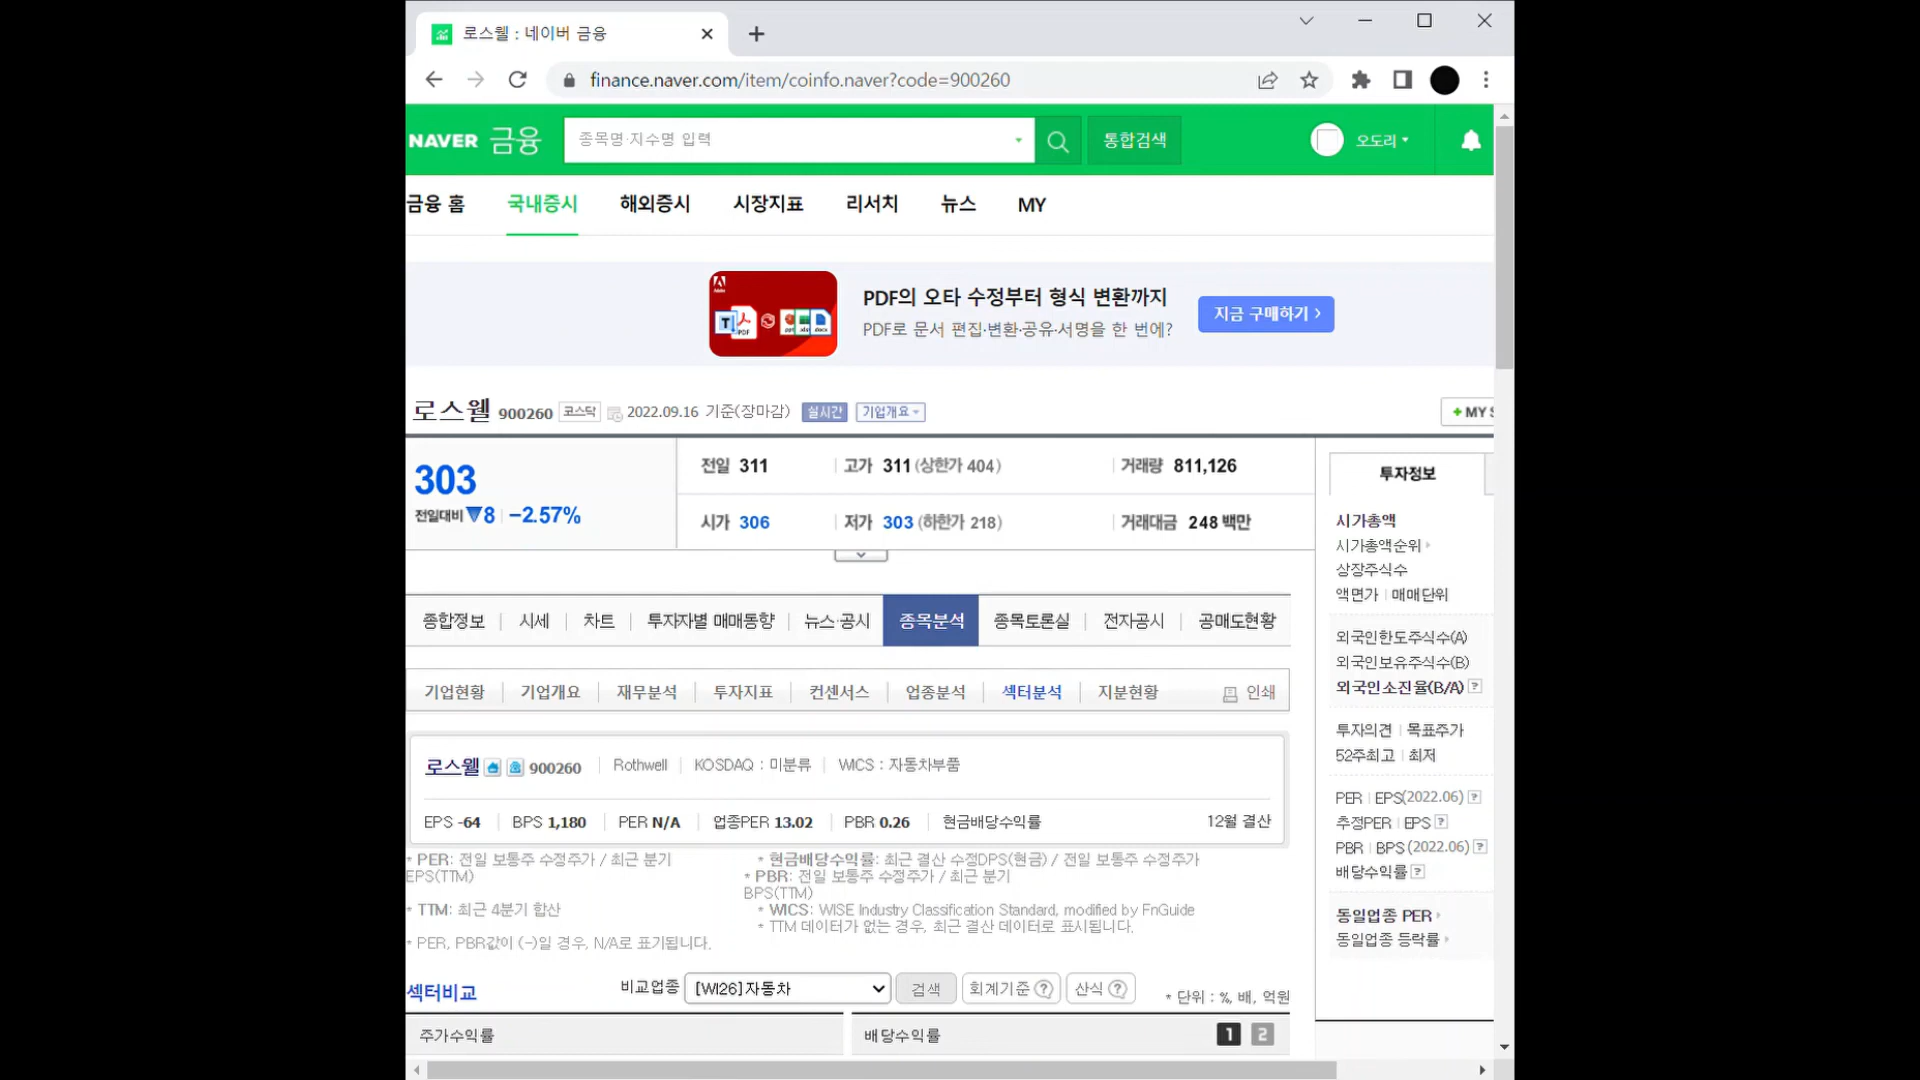 로스웰 : 네이버 금융
finance.naver.com/item/coinfo.naver?code=900260
NAVER 금융 종목명·지수명 입력 통합검색 오도리
금융 홈 국내증시 해외증시 시장지표 리서치 뉴스 MY
PDF의 오타 수정부터 형식 변환까지
PDF로 문서 편집·변환·공유·서명을 한 번에?
지금 구매하기
로스웰 900260 코스닥 2022.09.16 기준(장마감) 실시간 기업개요
+ MY
303
전일대비 ▼8 -2.57%
전일 311 고가 311 (상한가 404) 거래량 811,126
시가 306 저가 303 (하한가 218) 거래대금 248 백만
종합정보 시세 차트 투자자별 매매동향 뉴스·공시 종목분석 종목토론실 전자공시 공매도현황
기업현황 기업개요 재무분석 투자지표 컨센서스 업종분석 섹터분석 지분현황 인쇄
로스웰 900260 Rothwell KOSDAQ : 미분류 WICS : 자동차부품
EPS -64 BPS 1,180 PER N/A 업종PER 13.02 PBR 0.26 현금배당수익률 12월 결산
* PER: 전일 보통주 수정주가 / 최근 분기
EPS(TTM)
* TTM: 최근 4분기 합산
* PER, PBR값이 (-)일 경우, N/A로 표기됩니다.
* 현금배당수익률: 최근 결산 수정DPS(현금) / 전일 보통주 수정주가
* PBR: 전일 보통주 수정주가 / 최근 분기
BPS(TTM)
* WICS: WISE Industry Classification Standard, modified by FnGuide
* TTM 데이터가 없는 경우, 최근 결산 데이터로 표시됩니다.
섹터비교 비교업종 [WI26]자동차 검색 회계기준 ? 산식 ? * 단위 : %, 배, 억원
주가수익률 배당수익률 1 2
투자정보
시가총액
시가총액순위
상장주식수
액면가 매매단위
외국인한도주식수(A)
외국인보유주식수(B)
외국인소진율(B/A) ?
투자의견 목표주가
52주최고 최저
PER EPS(2022.06) ?
추정PER EPS ?
PBR BPS (2022.06) ?
배당수익률 ?
동일업종 PER
동일업종 등락률